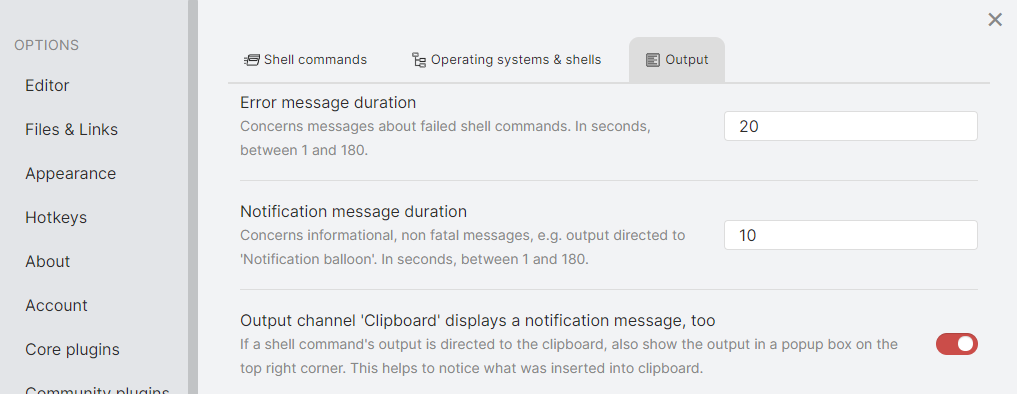 OPTIONS
Editor
Files & Links
Appearance
Hotkeys
About
Account
Core plugins
Community plugins
Shell commands
Operating systems & shells
Output
Error message duration
Concerns messages about failed shell commands. In seconds,
between 1 and 180.
20
Notification message duration
Concerns informational, non fatal messages, e.g. output directed to
'Notification balloon'. In seconds, between 1 and 180.
10
Output channel 'Clipboard' displays a notification message, too
If a shell command's output is directed to the clipboard, also show the output in a popup box on the
top right corner. This helps to notice what was inserted into clipboard.